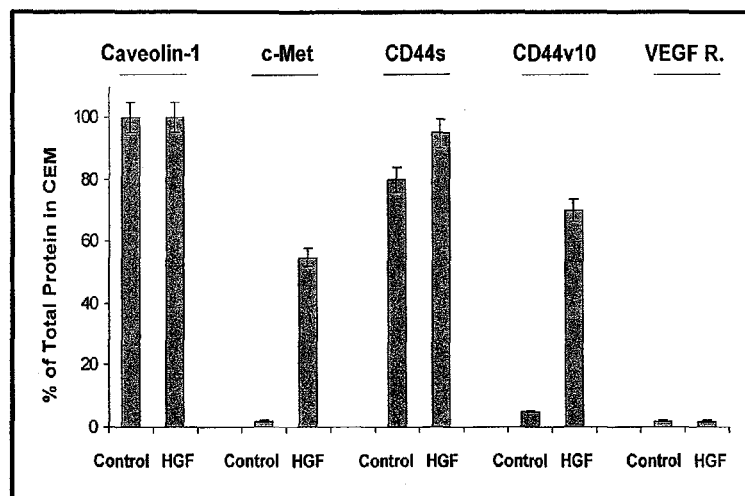 Caveolin-1 c-Met CD44s CD44v10 VEGF R.
% of Total Protein in CEM
100
80
60
40
20
0
Control HGF Control HGF Control HGF Control HGF Control HGF